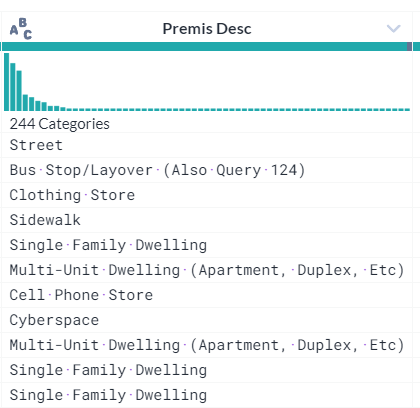 ABC
Premis Desc
244 Categories
Street
Bus·Stop/Layover·(Also·Query·124)
Clothing·Store
Sidewalk
Single·Family·Dwelling
Multi-Unit·Dwelling·(Apartment,·Duplex,·Etc)
Cell·Phone·Store
Cyberspace
Multi-Unit·Dwelling·(Apartment,·Duplex,·Etc)
Single·Family·Dwelling
Single·Family·Dwelling